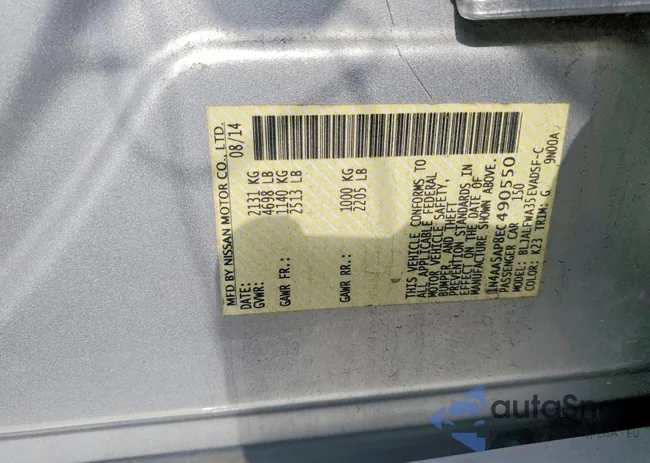 MFD BY NISSAN MOTOR CO., LTD.
DATE: 08/14
GVWR: 2131 KG
4698 LB
GAWR FR.: 1140 KG
2513 LB
GAWR RR.: 1000 KG
2205 LB
THIS VEHICLE CONFORMS TO
ALL APPLICABLE FEDERAL
MOTOR VEHICLE SAFETY,
BUMPER, AND THEFT
PREVENTION STANDARDS IN
EFFECT ON THE DATE OF
MANUFACTURE SHOWN ABOVE.
1N4AA5AP8EC490550
PASSENGER CAR 150
MODEL: BLJALFWA35EVADSF-C
COLOR: K23 TRIM: G 9N00A